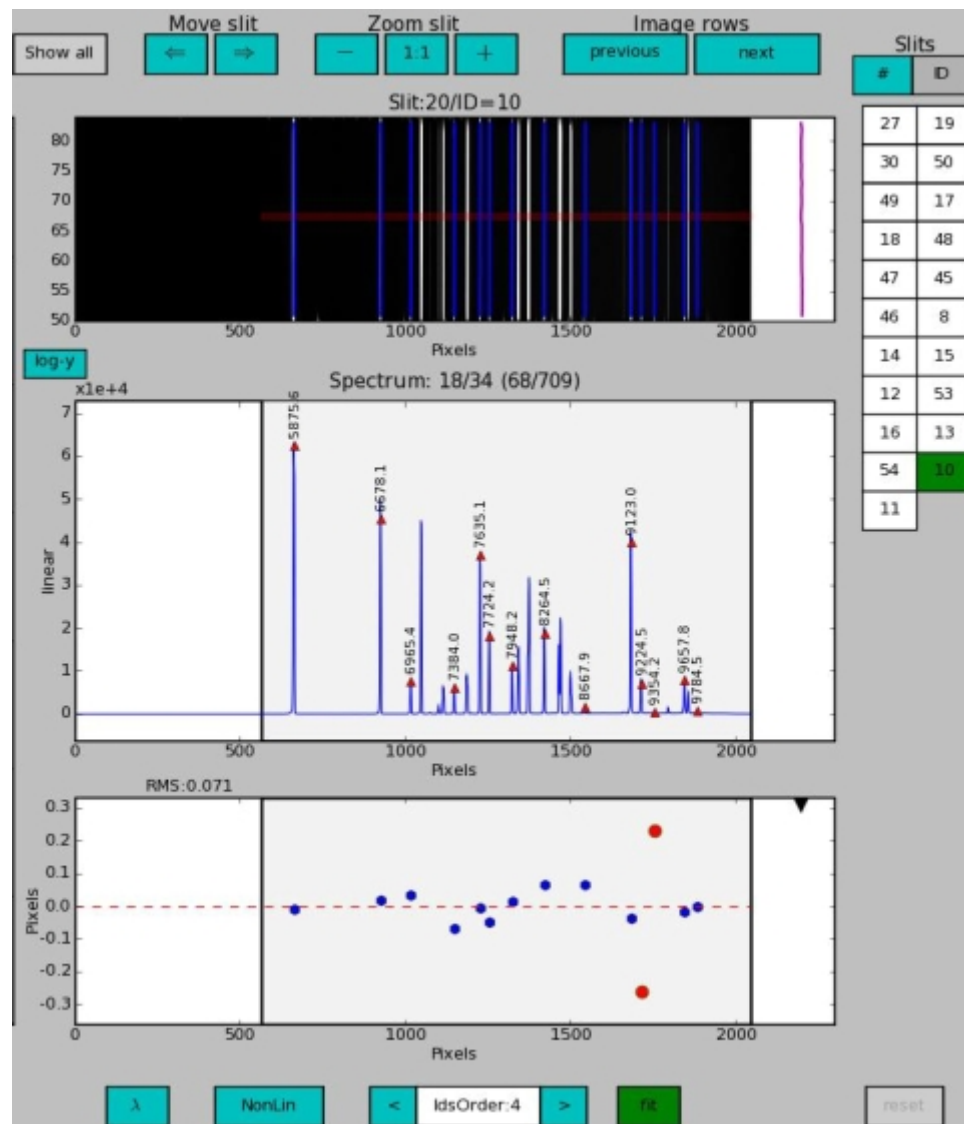 Move slit Zoom slit Image rows
Show all ⇐ ⇒ − 1:1 + previous next
Slits
# ID
Slit:20/ID=10
80
75
70
65
60
55
50
0 500 1000 1500 2000
Pixels
27 19
30 50
49 17
18 48
47 45
46 8
14 15
12 53
16 13
54 10
11
log-y
x1e+4
Spectrum: 18/34 (68/709)
7
6
5
4
3
2
1
0
linear
5875.6
6678.1
6965.4
7384.0
7635.1
7724.2
7948.2
8264.5
8667.9
9123.0
9224.5
9354.2
9657.8
9784.5
0 500 1000 1500 2000
Pixels
RMS:0.071
0.3
0.2
0.1
0.0
-0.1
-0.2
-0.3
Pixels
0 500 1000 1500 2000
Pixels
λ NonLin < IdsOrder:4 > fit reset